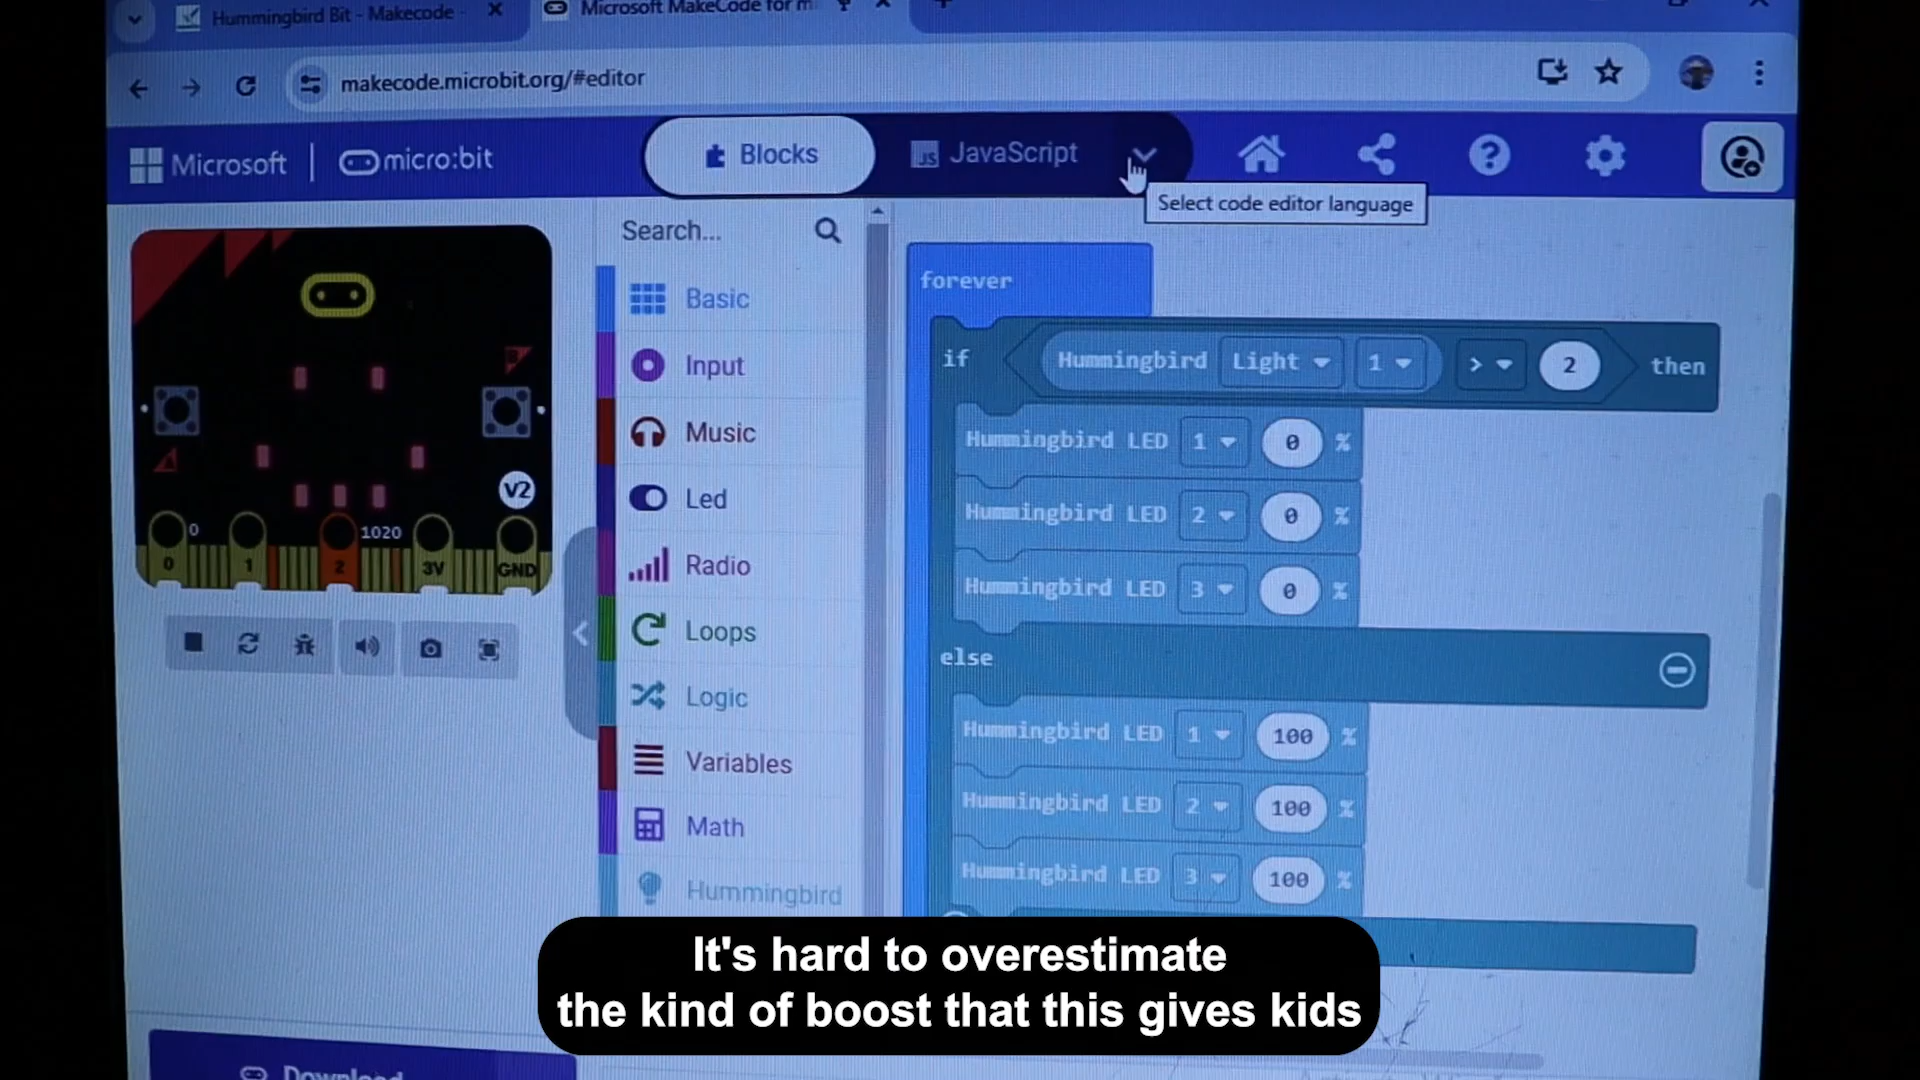 Hummingbird Bit - Makecode -
Microsoft MakeCode for m
makecode.microbit.org/#editor
Microsoft | micro:bit
Blocks
JS JavaScript
Select code editor language
Search...
Basic
Input
Music
Led
Radio
Loops
Logic
Variables
Math
Hummingbird
B
A
V2
0
1020
0 1 2 3V GND
forever
if Hummingbird Light 1 > 2 then
Hummingbird LED 1 0 %
Hummingbird LED 2 0 %
Hummingbird LED 3 0 %
else
Hummingbird LED 1 100 %
Hummingbird LED 2 100 %
Hummingbird LED 3 100 %
Download
It's hard to overestimate
the kind of boost that this gives kids